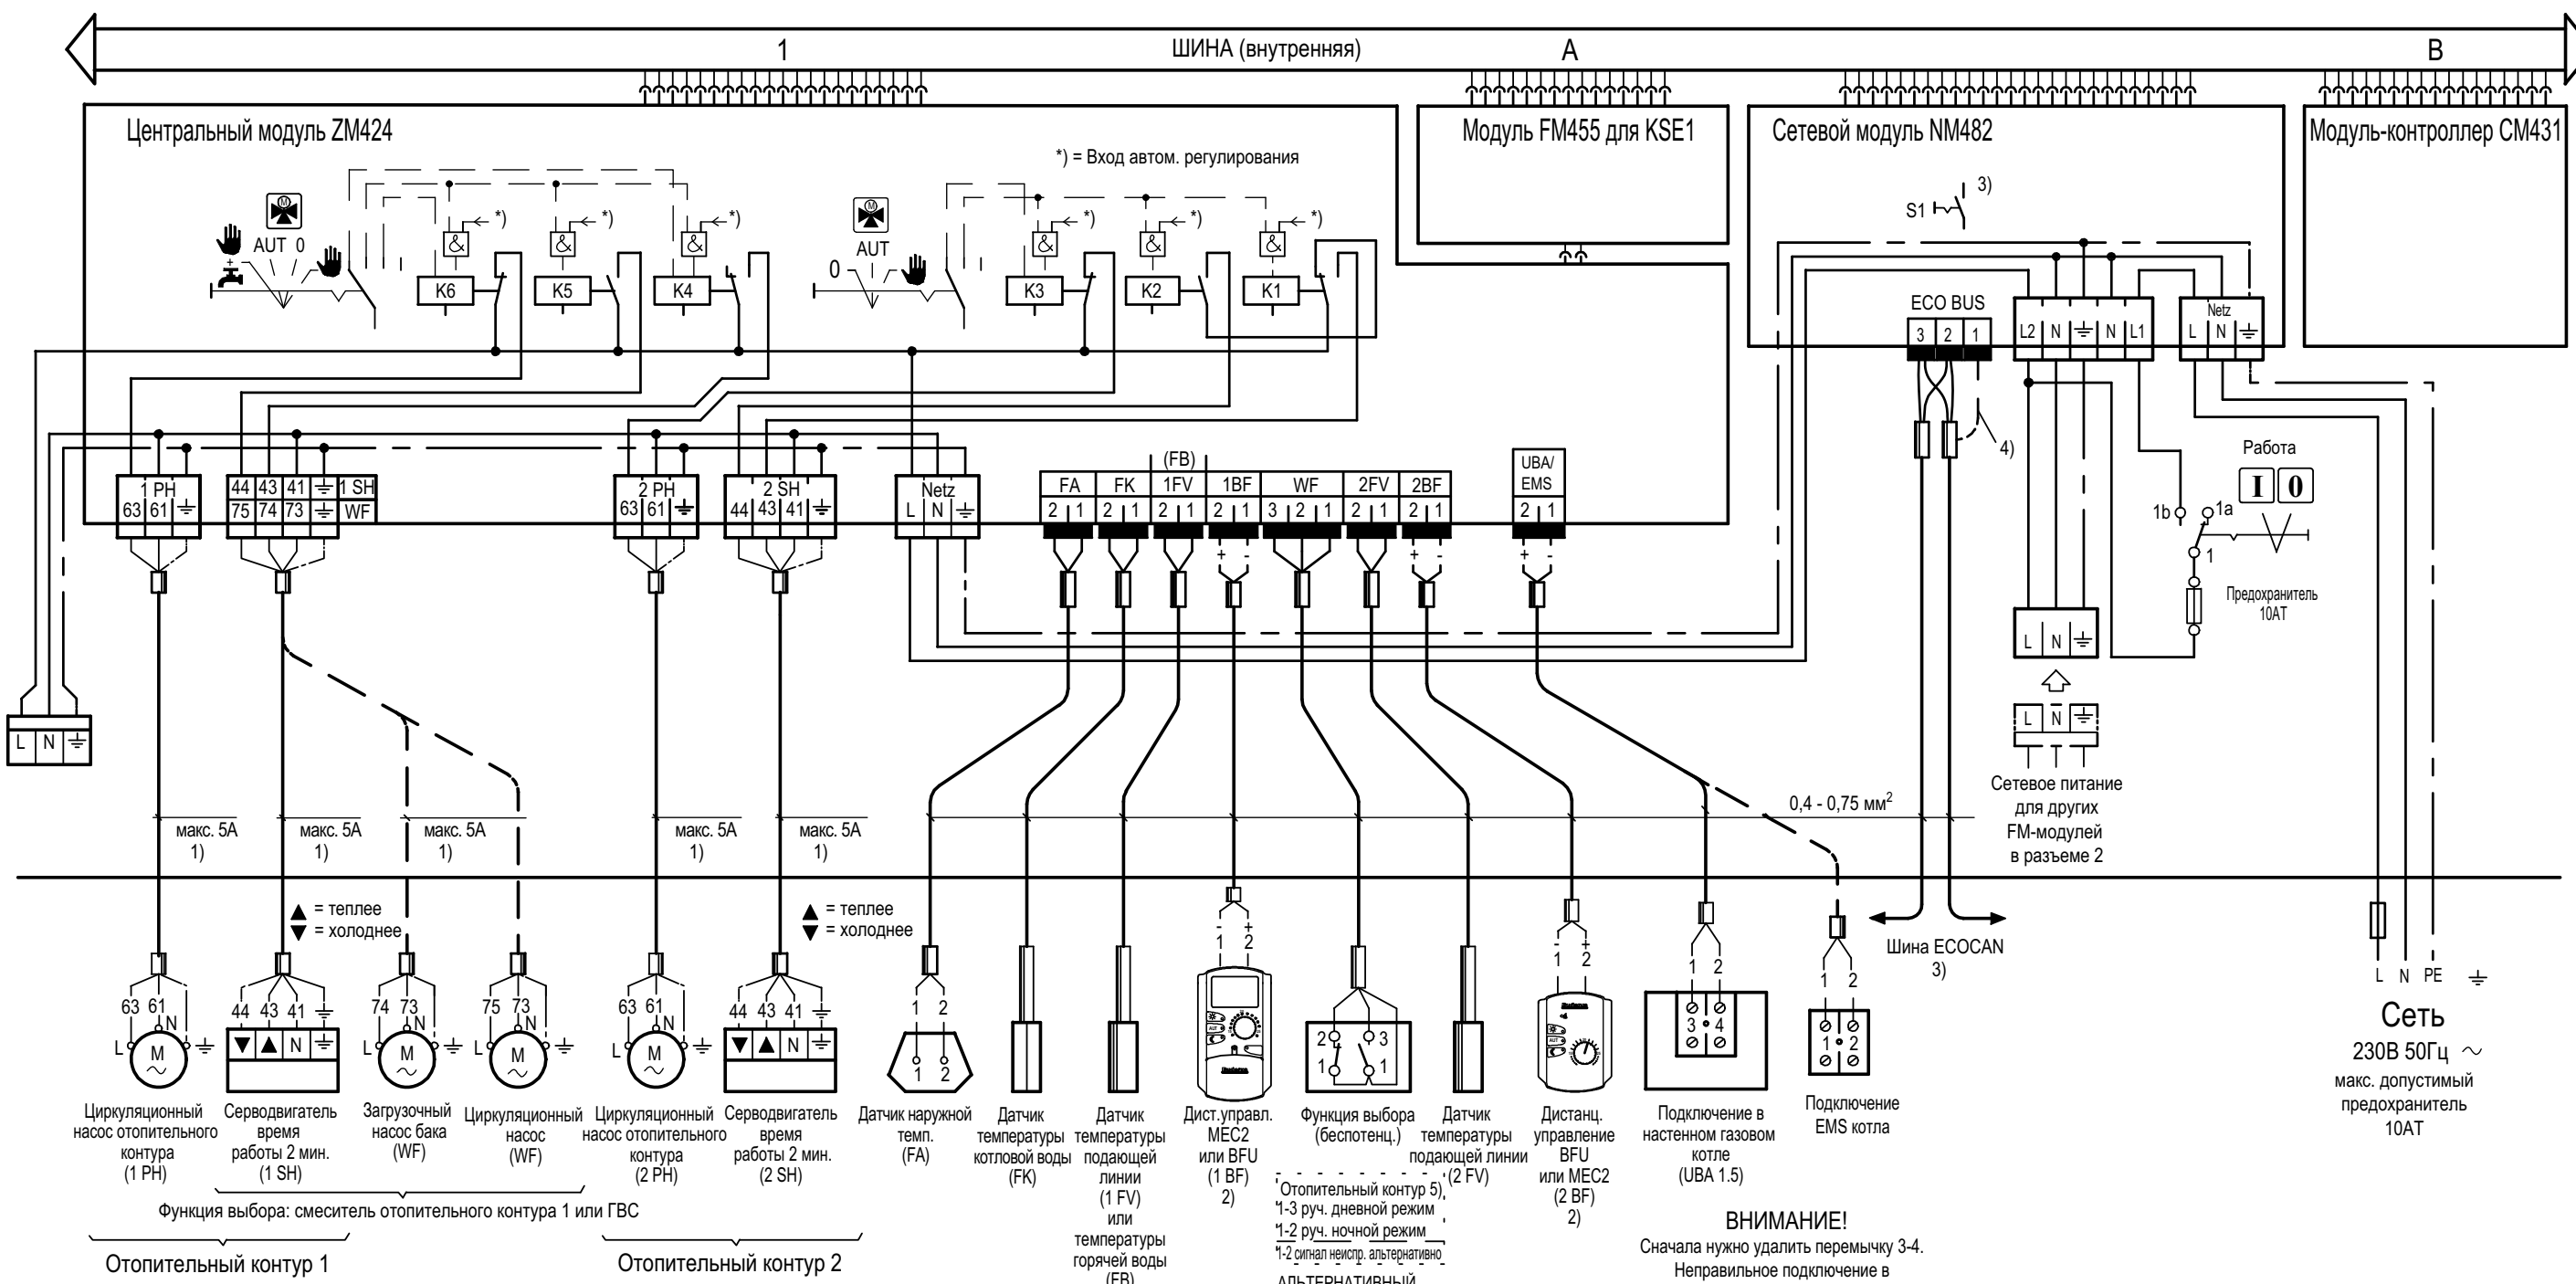 1 ШИНА (внутренняя) A B
Центральный модуль ZM424
Модуль FM455 для KSE1
Сетевой модуль NM482
Модуль-контроллер CM431
*) = Вход автом. регулирования
S1 3)
M
AUT 0
+
K6 *) &
K5 *) &
K4 *) &
M
AUT
0
K3 *) &
K2 *) &
K1 *) &
ECO BUS
3 2 1
L2 N N L1
Netz
L N
4)
Работа
I 0
1b 1a
1
Предохранитель
10AT
1 PH
63 61
44 43 41 1 SH
75 74 73 WF
2 PH
63 61
2 SH
44 43 41
Netz
L N
(FB)
FA FK 1FV 1BF WF 2FV 2BF
2 1 2 1 2 1 2 1 3 2 1 2 1 2 1
UBA/
EMS
2 1
+ - + - + -
L N
L N
L N
Сетевое питание
для других
FM-модулей
в разъеме 2
0,4 - 0,75 мм2
макс. 5A
1)
макс. 5A
1)
макс. 5A
1)
макс. 5A
1)
макс. 5A
1)
▲ = теплее
▼ = холоднее
▲ = теплее
▼ = холоднее
63 61
L N
M
44 43 41
▼ ▲ N
74 73
L N
M
75 73
L N
M
63 61
L N
M
44 43 41
▼ ▲ N
1 2
1 2
- +
1 2
AUT
Buderus
2 3
1 1
- +
1 2
Buderus
AUT
1 2
3 4
1 2
1 2
Шина ECOCAN
3)
L N PE
Сеть
230В 50Гц ~
макс. допустимый
предохранитель
10AT
Циркуляционный
насос отопительного
контура
(1 PH)
Серводвигатель
время
работы 2 мин.
(1 SH)
Загрузочный
насос бака
(WF)
Циркуляционный
насос
(WF)
Циркуляционный
насос отопительного
контура
(2 PH)
Серводвигатель
время
работы 2 мин.
(2 SH)
Датчик наружной
темп.
(FA)
Датчик
температуры
котловой воды
(FK)
Датчик
температуры
подающей
линии
(1 FV)
или
температуры
горячей воды
(FB)
Дист.управл.
MEC2
или BFU
(1 BF)
2)
Функция выбора
(беспотенц.)
Отопительный контур 5)
1-3 руч. дневной режим
1-2 руч. ночной режим
1-2 сигнал неиспр. альтернативно
АЛЬТЕРНАТИВНЫЙ
Датчик
температуры
подающей линии
(2 FV)
Дистанц.
управление
BFU
или MEC2
(2 BF)
2)
Подключение в
настенном газовом
котле
(UBA 1.5)
Подключение
EMS котла
ВНИМАНИЕ!
Сначала нужно удалить перемычку 3-4.
Неправильное подключение в
Функция выбора: смеситель отопительного контура 1 или ГВС
Отопительный контур 1
Отопительный контур 2